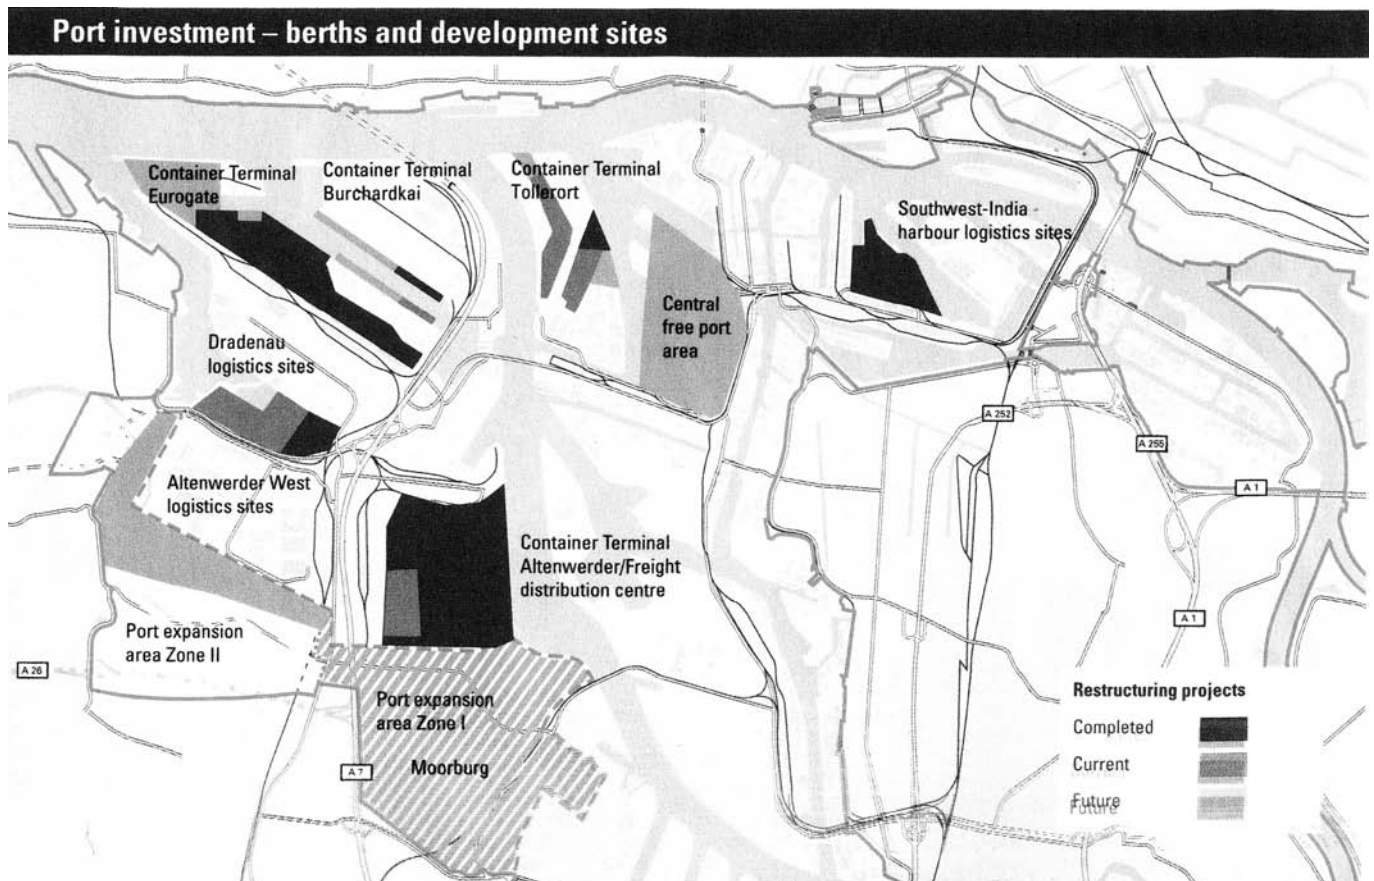 Port investment – berths and development sites
Container Terminal
Eurogate
Container Terminal
Burchardkai
Container Terminal
Tollerort
Southwest-India
harbour logistics sites
Central
free port
area
Dradenau
logistics sites
A 252
A 255
A 1
Altenwerder West
logistics sites
Container Terminal
Altenwerder/Freight
distribution centre
A 1
Port expansion
area Zone II
A 26
Port expansion
area Zone I
Moorburg
A 7
Restructuring projects
Completed
Current
Future
Future